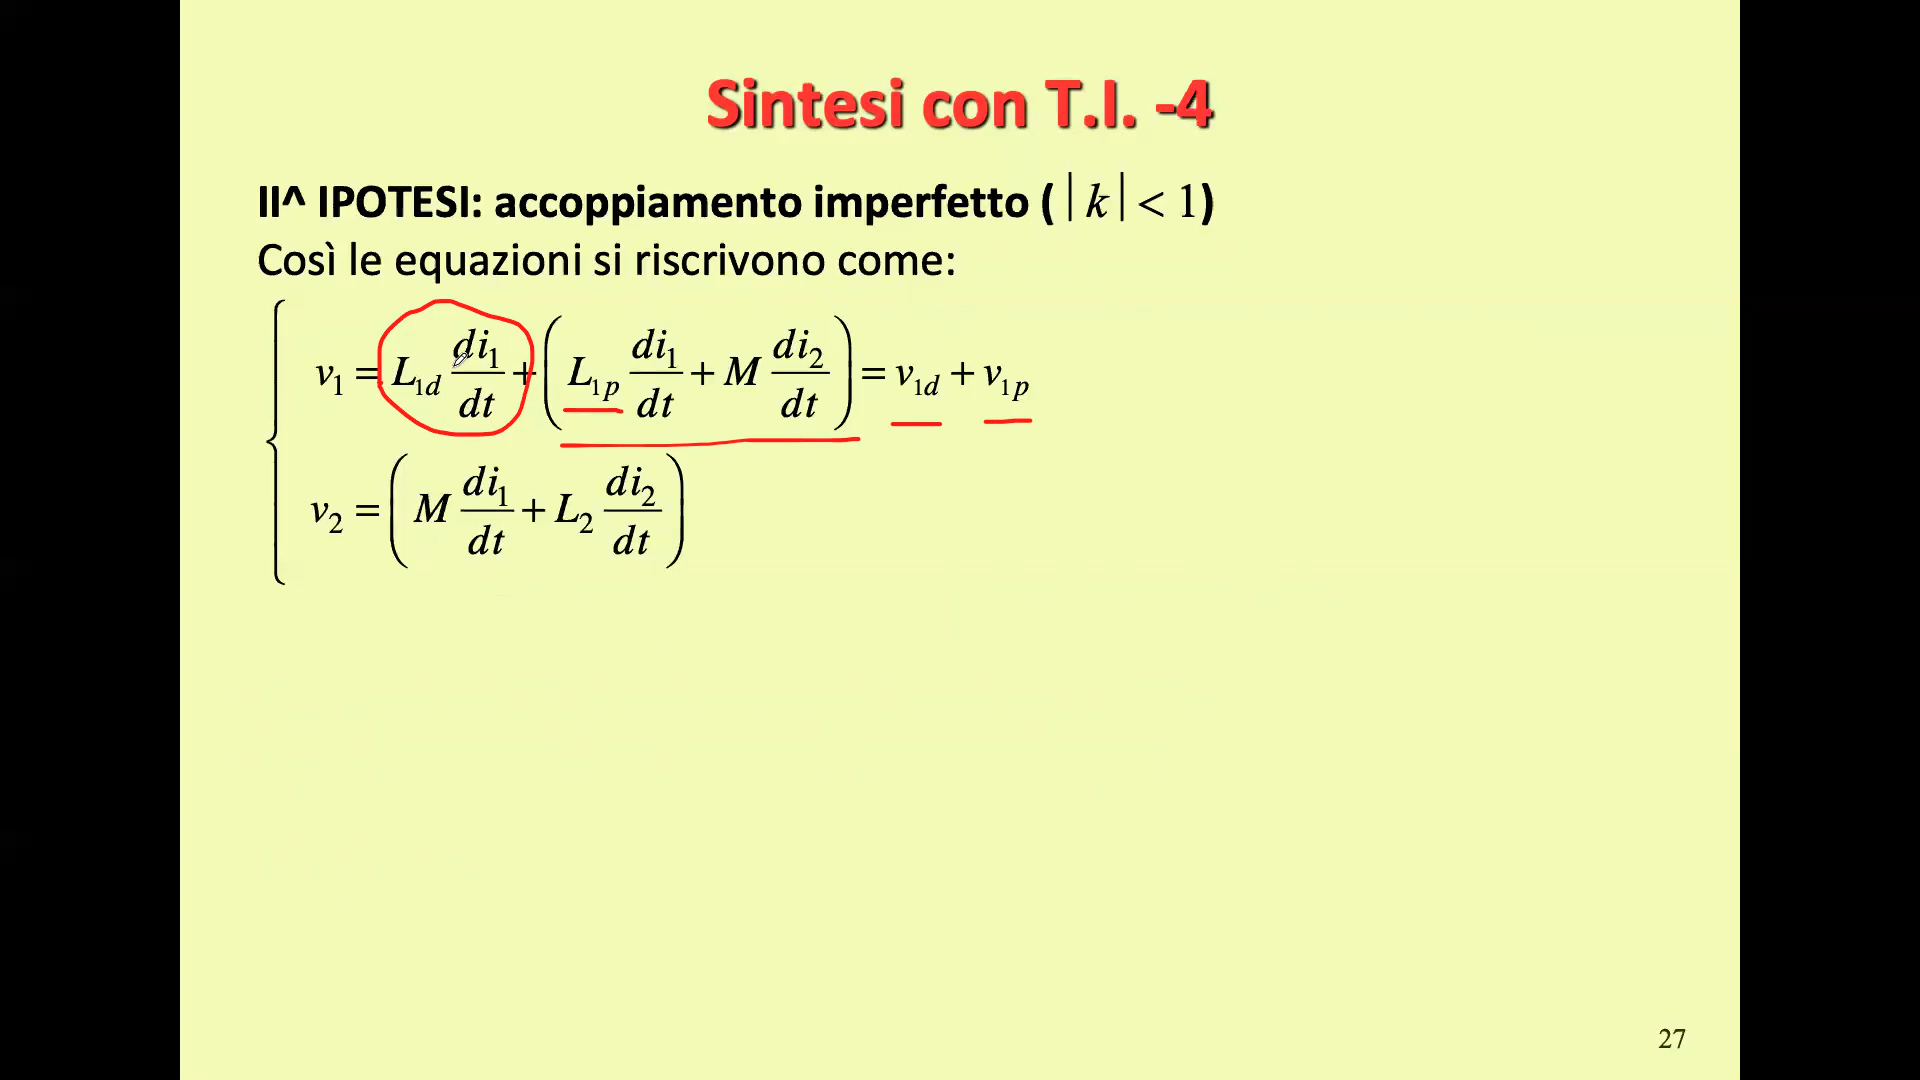 Sintesi con T.I. -4
II^ IPOTESI: accoppiamento imperfetto ( |k| < 1)
Così le equazioni si riscrivono come:
v₁ = L₁d di₁/dt + ( L₁p di₁/dt + M di₂/dt ) = v₁d + v₁p
v₂ = ( M di₁/dt + L₂ di₂/dt )
27